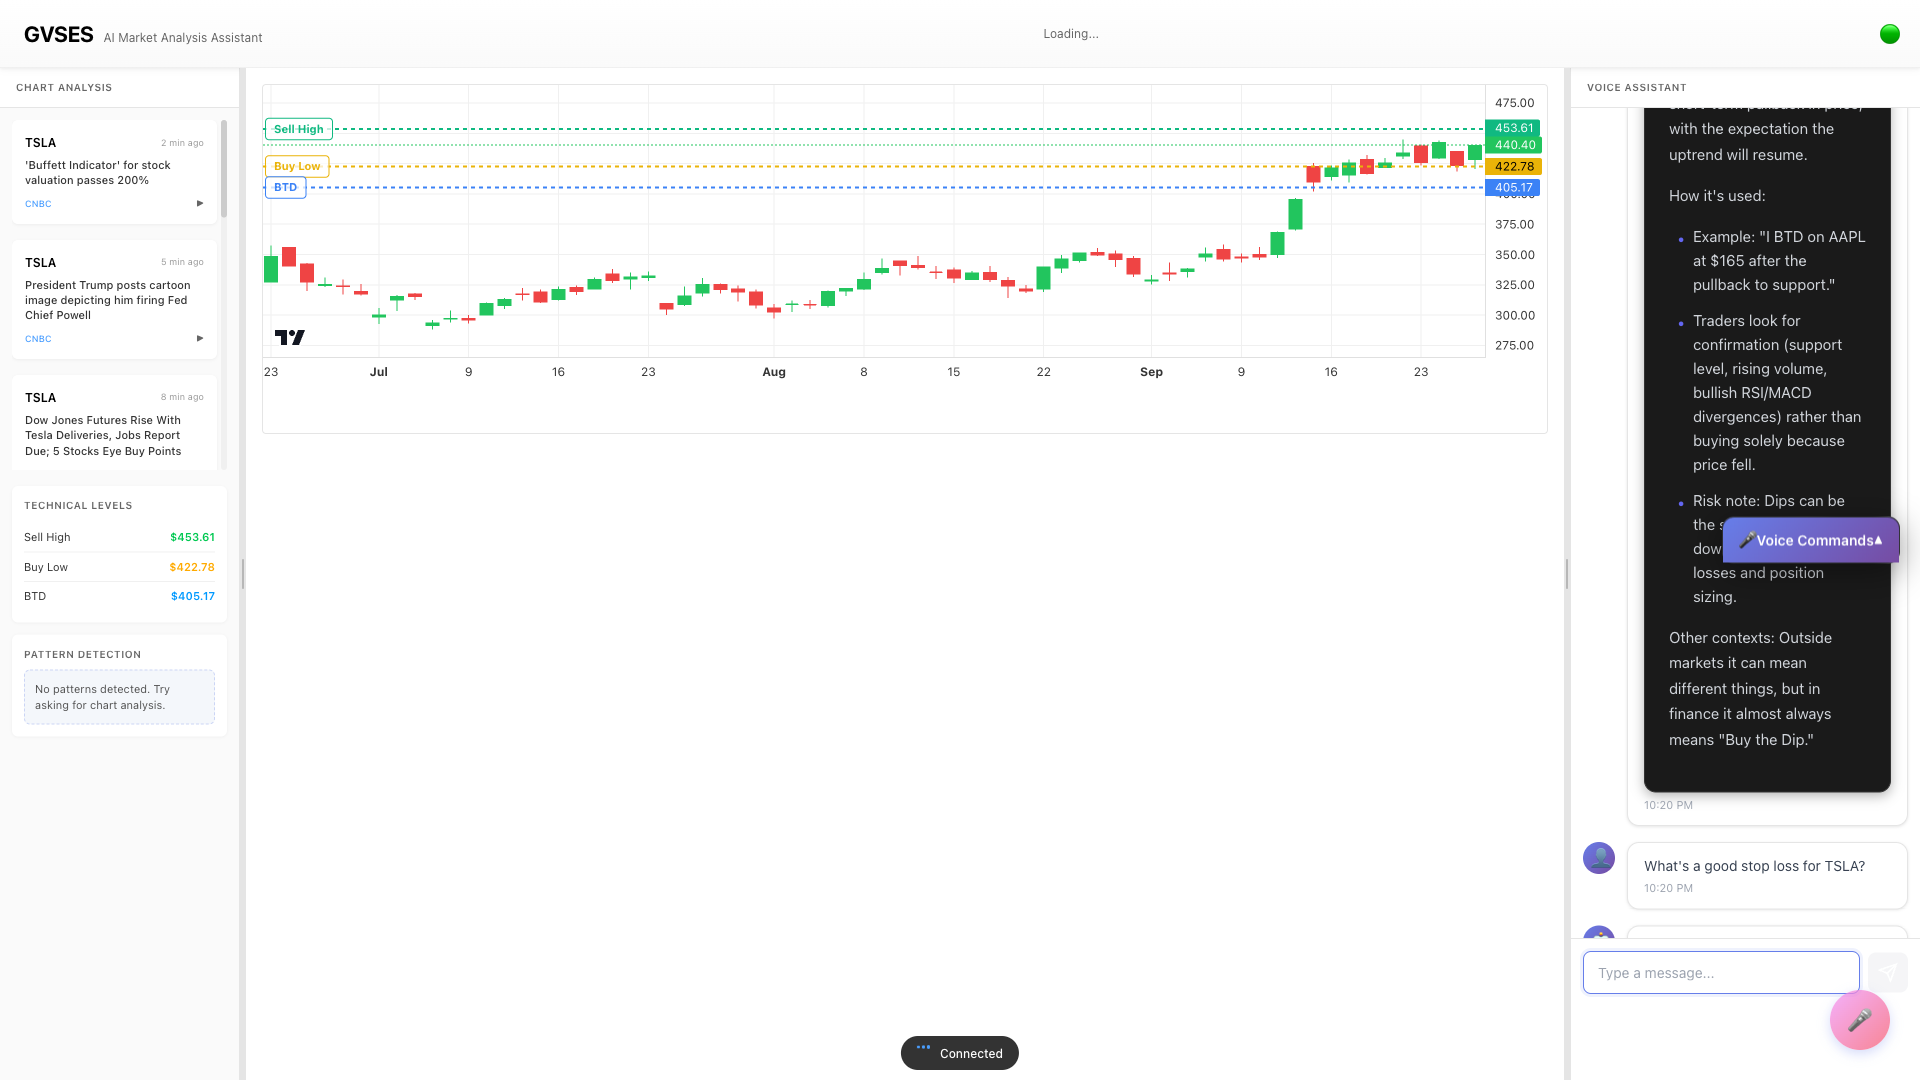 GVSES AI Market Analysis Assistant
Loading...
CHART ANALYSIS
TSLA 2 min ago
'Buffett Indicator' for stock
valuation passes 200%
CNBC
TSLA 5 min ago
President Trump posts cartoon
image depicting him firing Fed
Chief Powell
CNBC
TSLA 8 min ago
Dow Jones Futures Rise With
Tesla Deliveries, Jobs Report
Due; 5 Stocks Eye Buy Points
TECHNICAL LEVELS
Sell High $453.61
Buy Low $422.78
BTD $405.17
PATTERN DETECTION
No patterns detected. Try
asking for chart analysis.
Sell High
Buy Low
BTD
475.00
453.61
440.40
422.78
405.17
375.00
350.00
325.00
300.00
275.00
23 Jul 9 16 23 Aug 8 15 22 Sep 9 16 23
Connected
VOICE ASSISTANT
with the expectation the
uptrend will resume.
How it's used:
Example: "I BTD on AAPL
at $165 after the
pullback to support."
Traders look for
confirmation (support
level, rising volume,
bullish RSI/MACD
divergences) rather than
buying solely because
price fell.
Risk note: Dips can be
the
Voice Commands
losses and position
sizing.
Other contexts: Outside
markets it can mean
different things, but in
finance it almost always
means "Buy the Dip."
10:20 PM
What's a good stop loss for TSLA?
10:20 PM
Type a message...